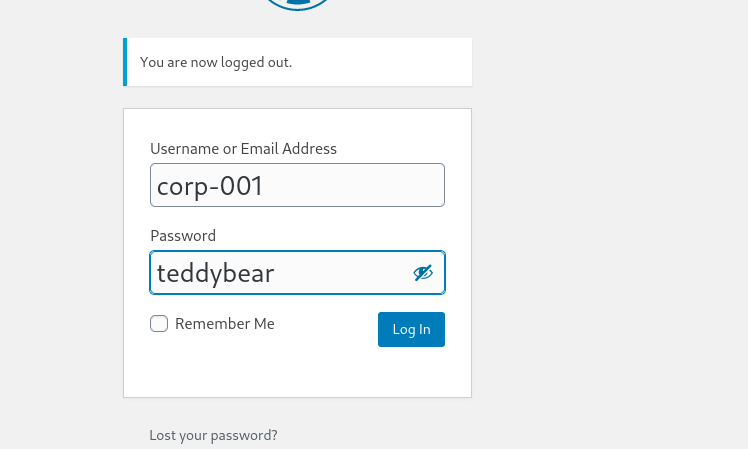 You are now logged out.
Username or Email Address
corp-001
Password
teddybear
Remember Me
Log In
Lost your password?